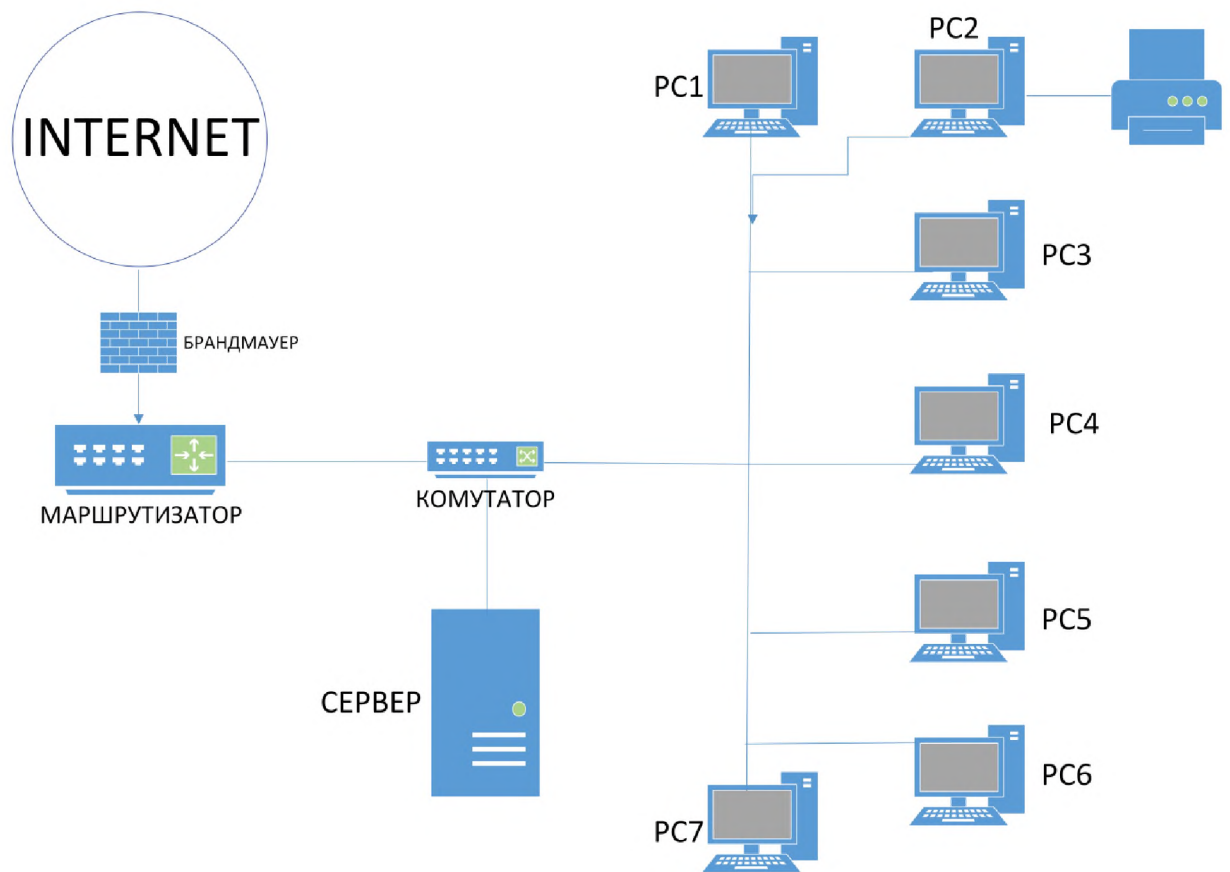 INTERNET
БРАНДМАУЕР
МАРШРУТИЗАТОР
КОМУТАТОР
СЕРВЕР
PC1
PC2
PC3
PC4
PC5
PC6
PC7